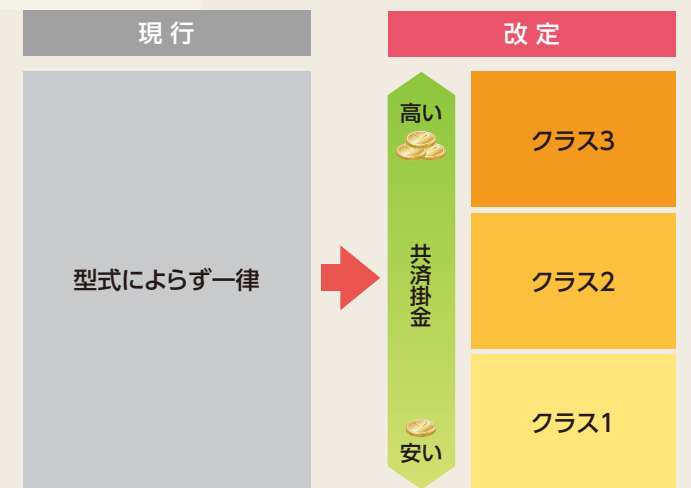 現行
改定
型式によらず一律
高い
共済掛金
安い
クラス3
クラス2
クラス1